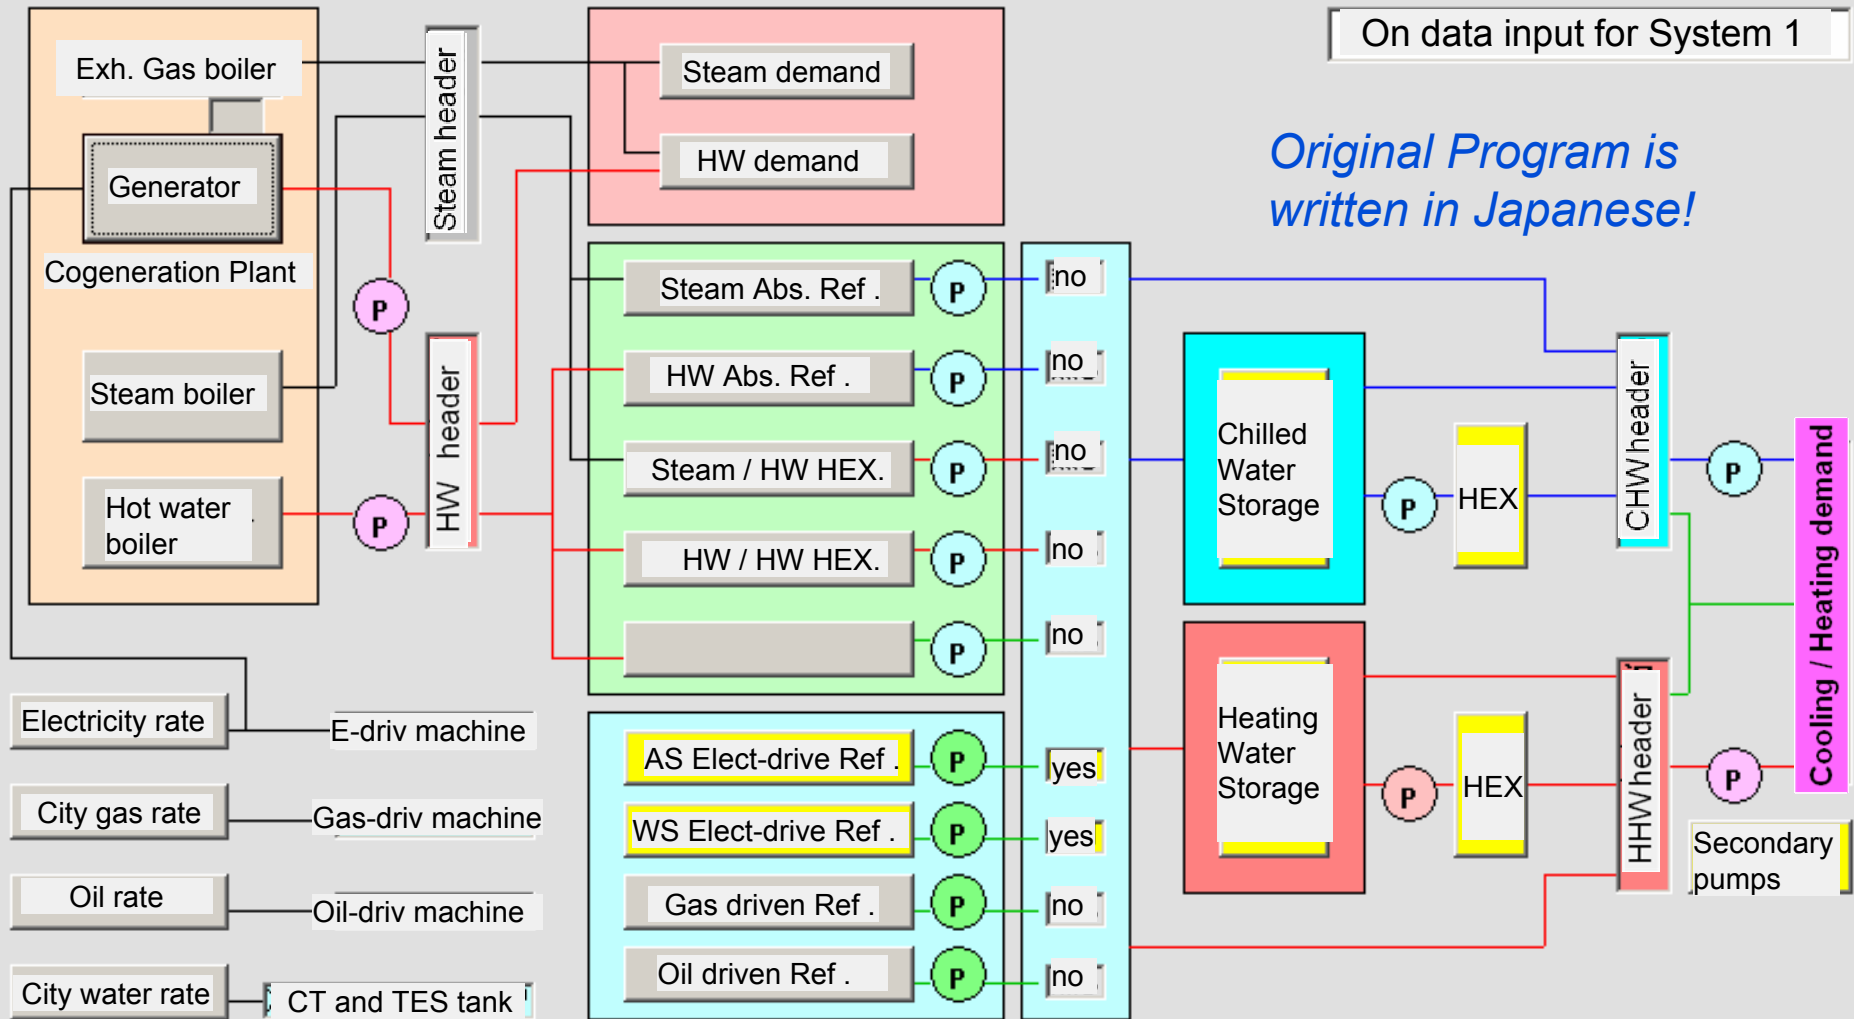 On data input for System 1
Original Program is
written in Japanese!
Exh. Gas boiler
Generator
Cogeneration Plant
Steam boiler
Hot water
boiler
Steam header
HW header
P
P
Steam demand
HW demand
Steam Abs. Ref .
P
no
HW Abs. Ref .
P
no
Steam / HW HEX.
P
no
HW / HW HEX.
P
no
P
no
AS Elect-drive Ref .
P
yes
WS Elect-drive Ref .
P
yes
Gas driven Ref .
P
no
Oil driven Ref .
P
no
Chilled
Water
Storage
P
HEX
CHWheader
P
Heating
Water
Storage
P
HEX
HHWheader
P
Cooling / Heating demand
Secondary
pumps
Electricity rate
E-driv machine
City gas rate
Gas-driv machine
Oil rate
Oil-driv machine
City water rate
CT and TES tank